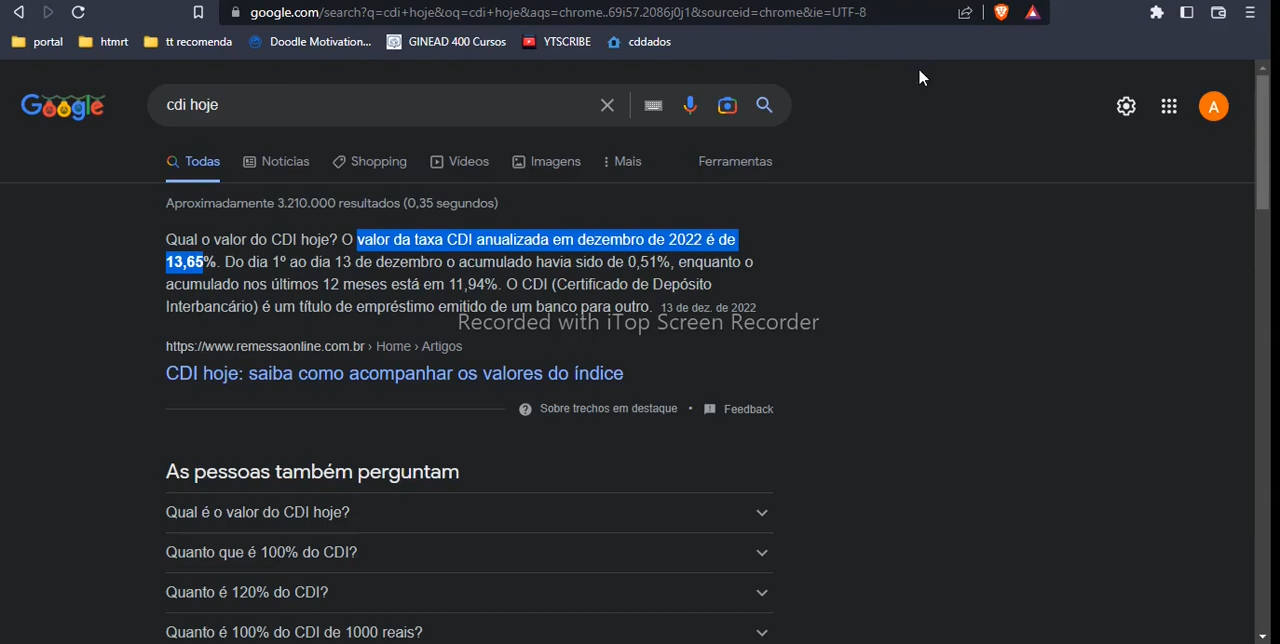 google.com/search?q=cdi+hoje&oq=cdi+hoje&aqs=chrome..69i57.2086j0j1&sourceid=chrome&ie=UTF-8
portal htmrt tt recomenda Doodle Motivation... GINEAD 400 Cursos YTSCRIBE cddados
Google cdi hoje A
Todas Notícias Shopping Vídeos Imagens Mais Ferramentas
Aproximadamente 3.210.000 resultados (0,35 segundos)
Qual o valor do CDI hoje? O valor da taxa CDI anualizada em dezembro de 2022 é de
13,65%. Do dia 1º ao dia 13 de dezembro o acumulado havia sido de 0,51%, enquanto o
acumulado nos últimos 12 meses está em 11,94%. O CDI (Certificado de Depósito
Interbancário) é um título de empréstimo emitido de um banco para outro. 13 de dez. de 2022
Recorded with iTop Screen Recorder
https://www.remessaonline.com.br › Home › Artigos
CDI hoje: saiba como acompanhar os valores do índice
Sobre trechos em destaque • Feedback
As pessoas também perguntam
Qual é o valor do CDI hoje?
Quanto que é 100% do CDI?
Quanto é 120% do CDI?
Quanto é 100% do CDI de 1000 reais?